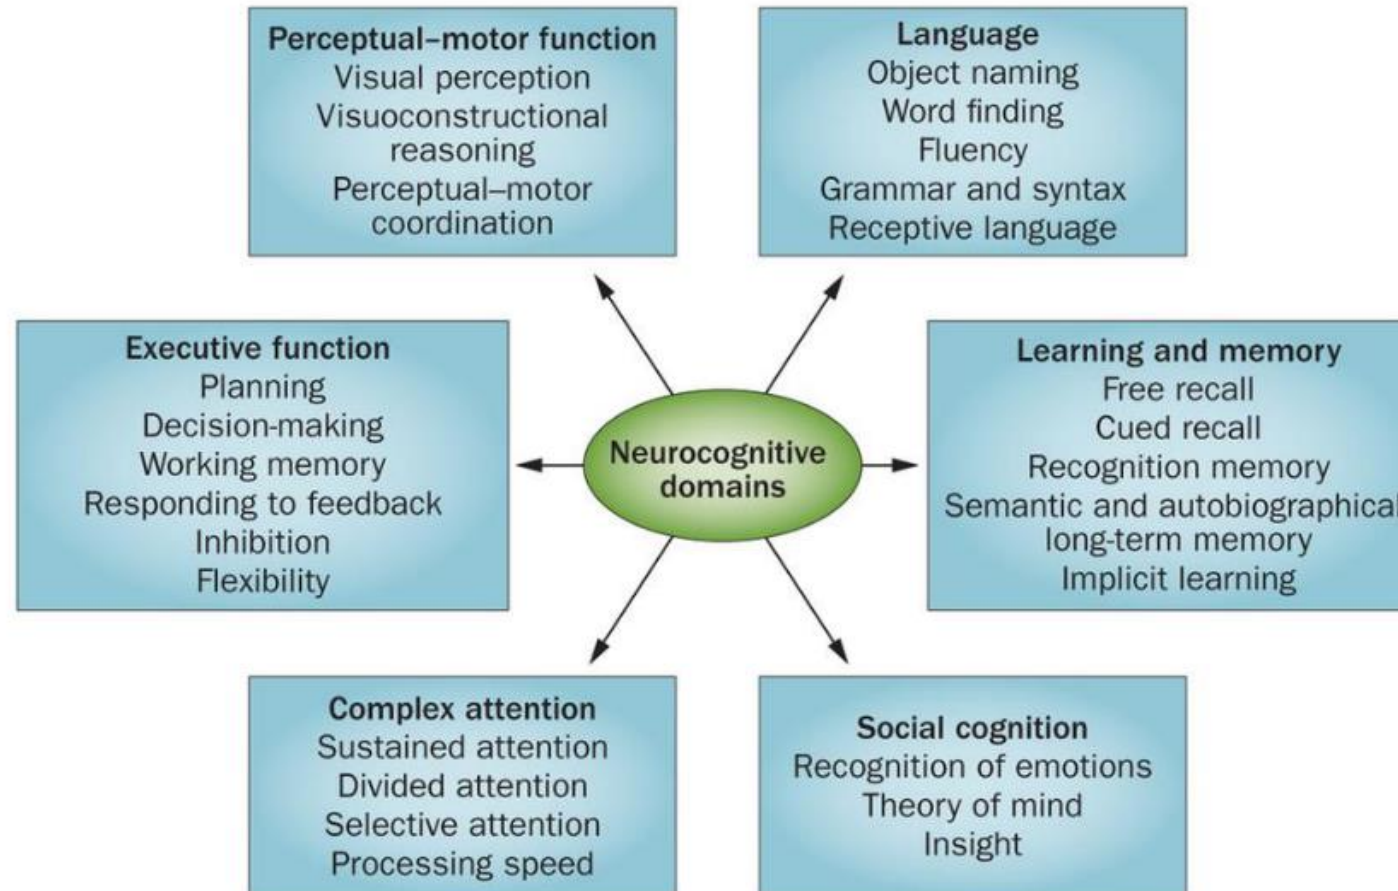 Perceptual–motor function
Visual perception
Visuoconstructional
reasoning
Perceptual–motor
coordination
Language
Object naming
Word finding
Fluency
Grammar and syntax
Receptive language
Executive function
Planning
Decision-making
Working memory
Responding to feedback
Inhibition
Flexibility
Neurocognitive
domains
Learning and memory
Free recall
Cued recall
Recognition memory
Semantic and autobiographical
long-term memory
Implicit learning
Complex attention
Sustained attention
Divided attention
Selective attention
Processing speed
Social cognition
Recognition of emotions
Theory of mind
Insight